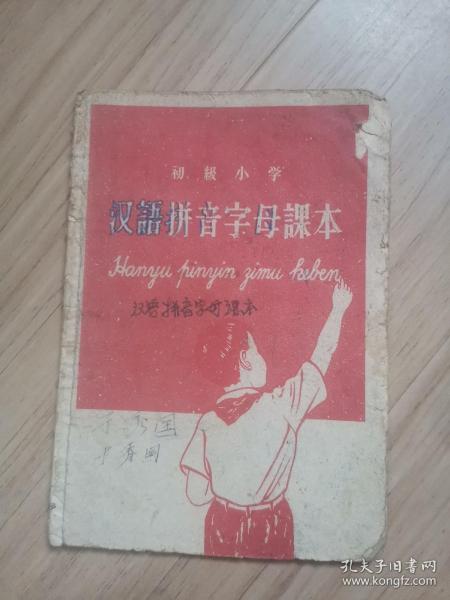 初級小学
汉語拼音字母課本
Hanyu pinyin zimu keben
汉语拼音字母课本
孔夫子旧书网
www.kongfz.com